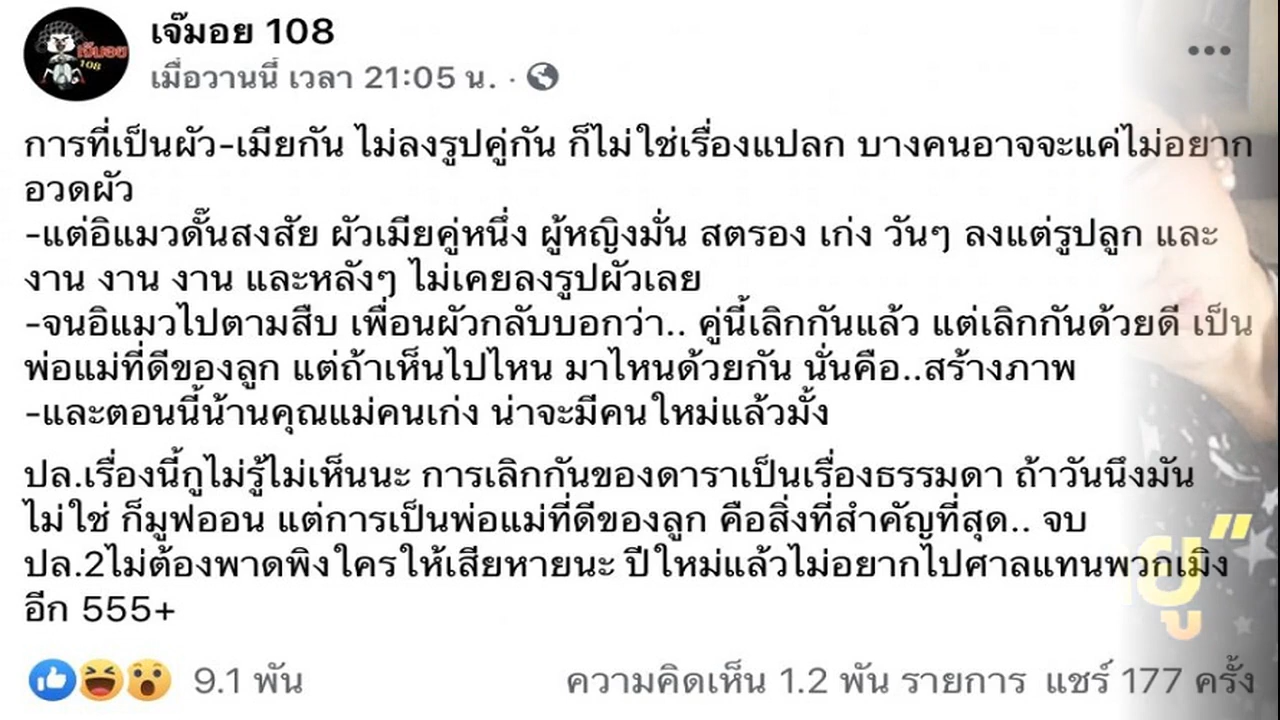 เจ๊มอย 108
เจ๊มอย
108
เมื่อวานนี้ เวลา 21:05 น. ·
การที่เป็นผัว-เมียกัน ไม่ลงรูปคู่กัน ก็ไม่ใช่เรื่องแปลก บางคนอาจจะแค่ไม่อยาก
อวดผัว
-แต่อิแมวดั๊นสงสัย ผัวเมียคู่หนึ่ง ผู้หญิงมั่น สตรอง เก่ง วันๆ ลงแต่รูปลูก และ
งาน งาน งาน และหลังๆ ไม่เคยลงรูปผัวเลย
-จนอิแมวไปตามสืบ เพื่อนผัวกลับบอกว่า.. คู่นี้เลิกกันแล้ว แต่เลิกกันด้วยดี เป็น
พ่อแม่ที่ดีของลูก แต่ถ้าเห็นไปไหน มาไหนด้วยกัน นั่นคือ..สร้างภาพ
-และตอนนี้น้านคุณแม่คนเก่ง น่าจะมีคนใหม่แล้วมั้ง
ปล.เรื่องนี้กูไม่รู้ไม่เห็นนะ การเลิกกันของดาราเป็นเรื่องธรรมดา ถ้าวันนึงมัน
ไม่ใช่ ก็มูฟออน แต่การเป็นพ่อแม่ที่ดีของลูก คือสิ่งที่สำคัญที่สุด.. จบ
ปล.2ไม่ต้องพาดพิงใครให้เสียหายนะ ปีใหม่แล้วไม่อยากไปศาลแทนพวกเมิง
อีก 555+
9.1 พัน ความคิดเห็น 1.2 พัน รายการ แชร์ 177 ครั้ง